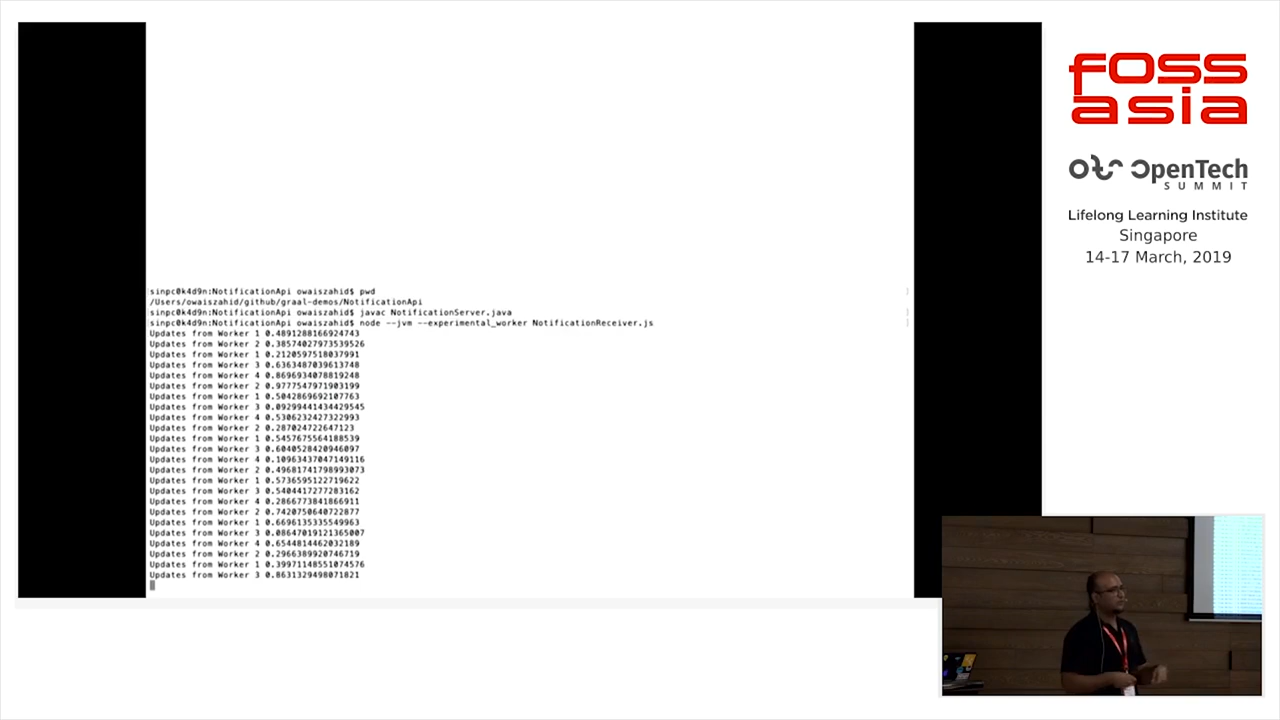 sinpc0k4d9n:NotificationApi owaiszahid$ pwd
/Users/owaiszahid/github/graal-demos/NotificationApi
sinpc0k4d9n:NotificationApi owaiszahid$ javac NotificationServer.java
sinpc0k4d9n:NotificationApi owaiszahid$ node --jvm --experimental_worker NotificationReceiver.js
Updates from Worker 1 0.4891288166924743
Updates from Worker 2 0.38574027973539526
Updates from Worker 1 0.2120597518037991
Updates from Worker 3 0.6363487039613748
Updates from Worker 4 0.8696934078819248
Updates from Worker 2 0.9777547971903199
Updates from Worker 1 0.5042869692107763
Updates from Worker 3 0.09299441434429545
Updates from Worker 4 0.5306232427322993
Updates from Worker 2 0.287024722647123
Updates from Worker 1 0.5457675564188539
Updates from Worker 3 0.6040528420946097
Updates from Worker 4 0.10963437047149116
Updates from Worker 2 0.49681741798993073
Updates from Worker 1 0.5736595122719622
Updates from Worker 3 0.5404417277283162
Updates from Worker 4 0.2866773841866911
Updates from Worker 2 0.7420750640722877
Updates from Worker 1 0.6696135335549963
Updates from Worker 3 0.08647019121365007
Updates from Worker 4 0.6544814462032189
Updates from Worker 2 0.2966389920746719
Updates from Worker 1 0.39971148551074576
Updates from Worker 3 0.8631329498071821
foss
asia
OpenTech
SUMMIT
Lifelong Learning Institute
Singapore
14-17 March, 2019